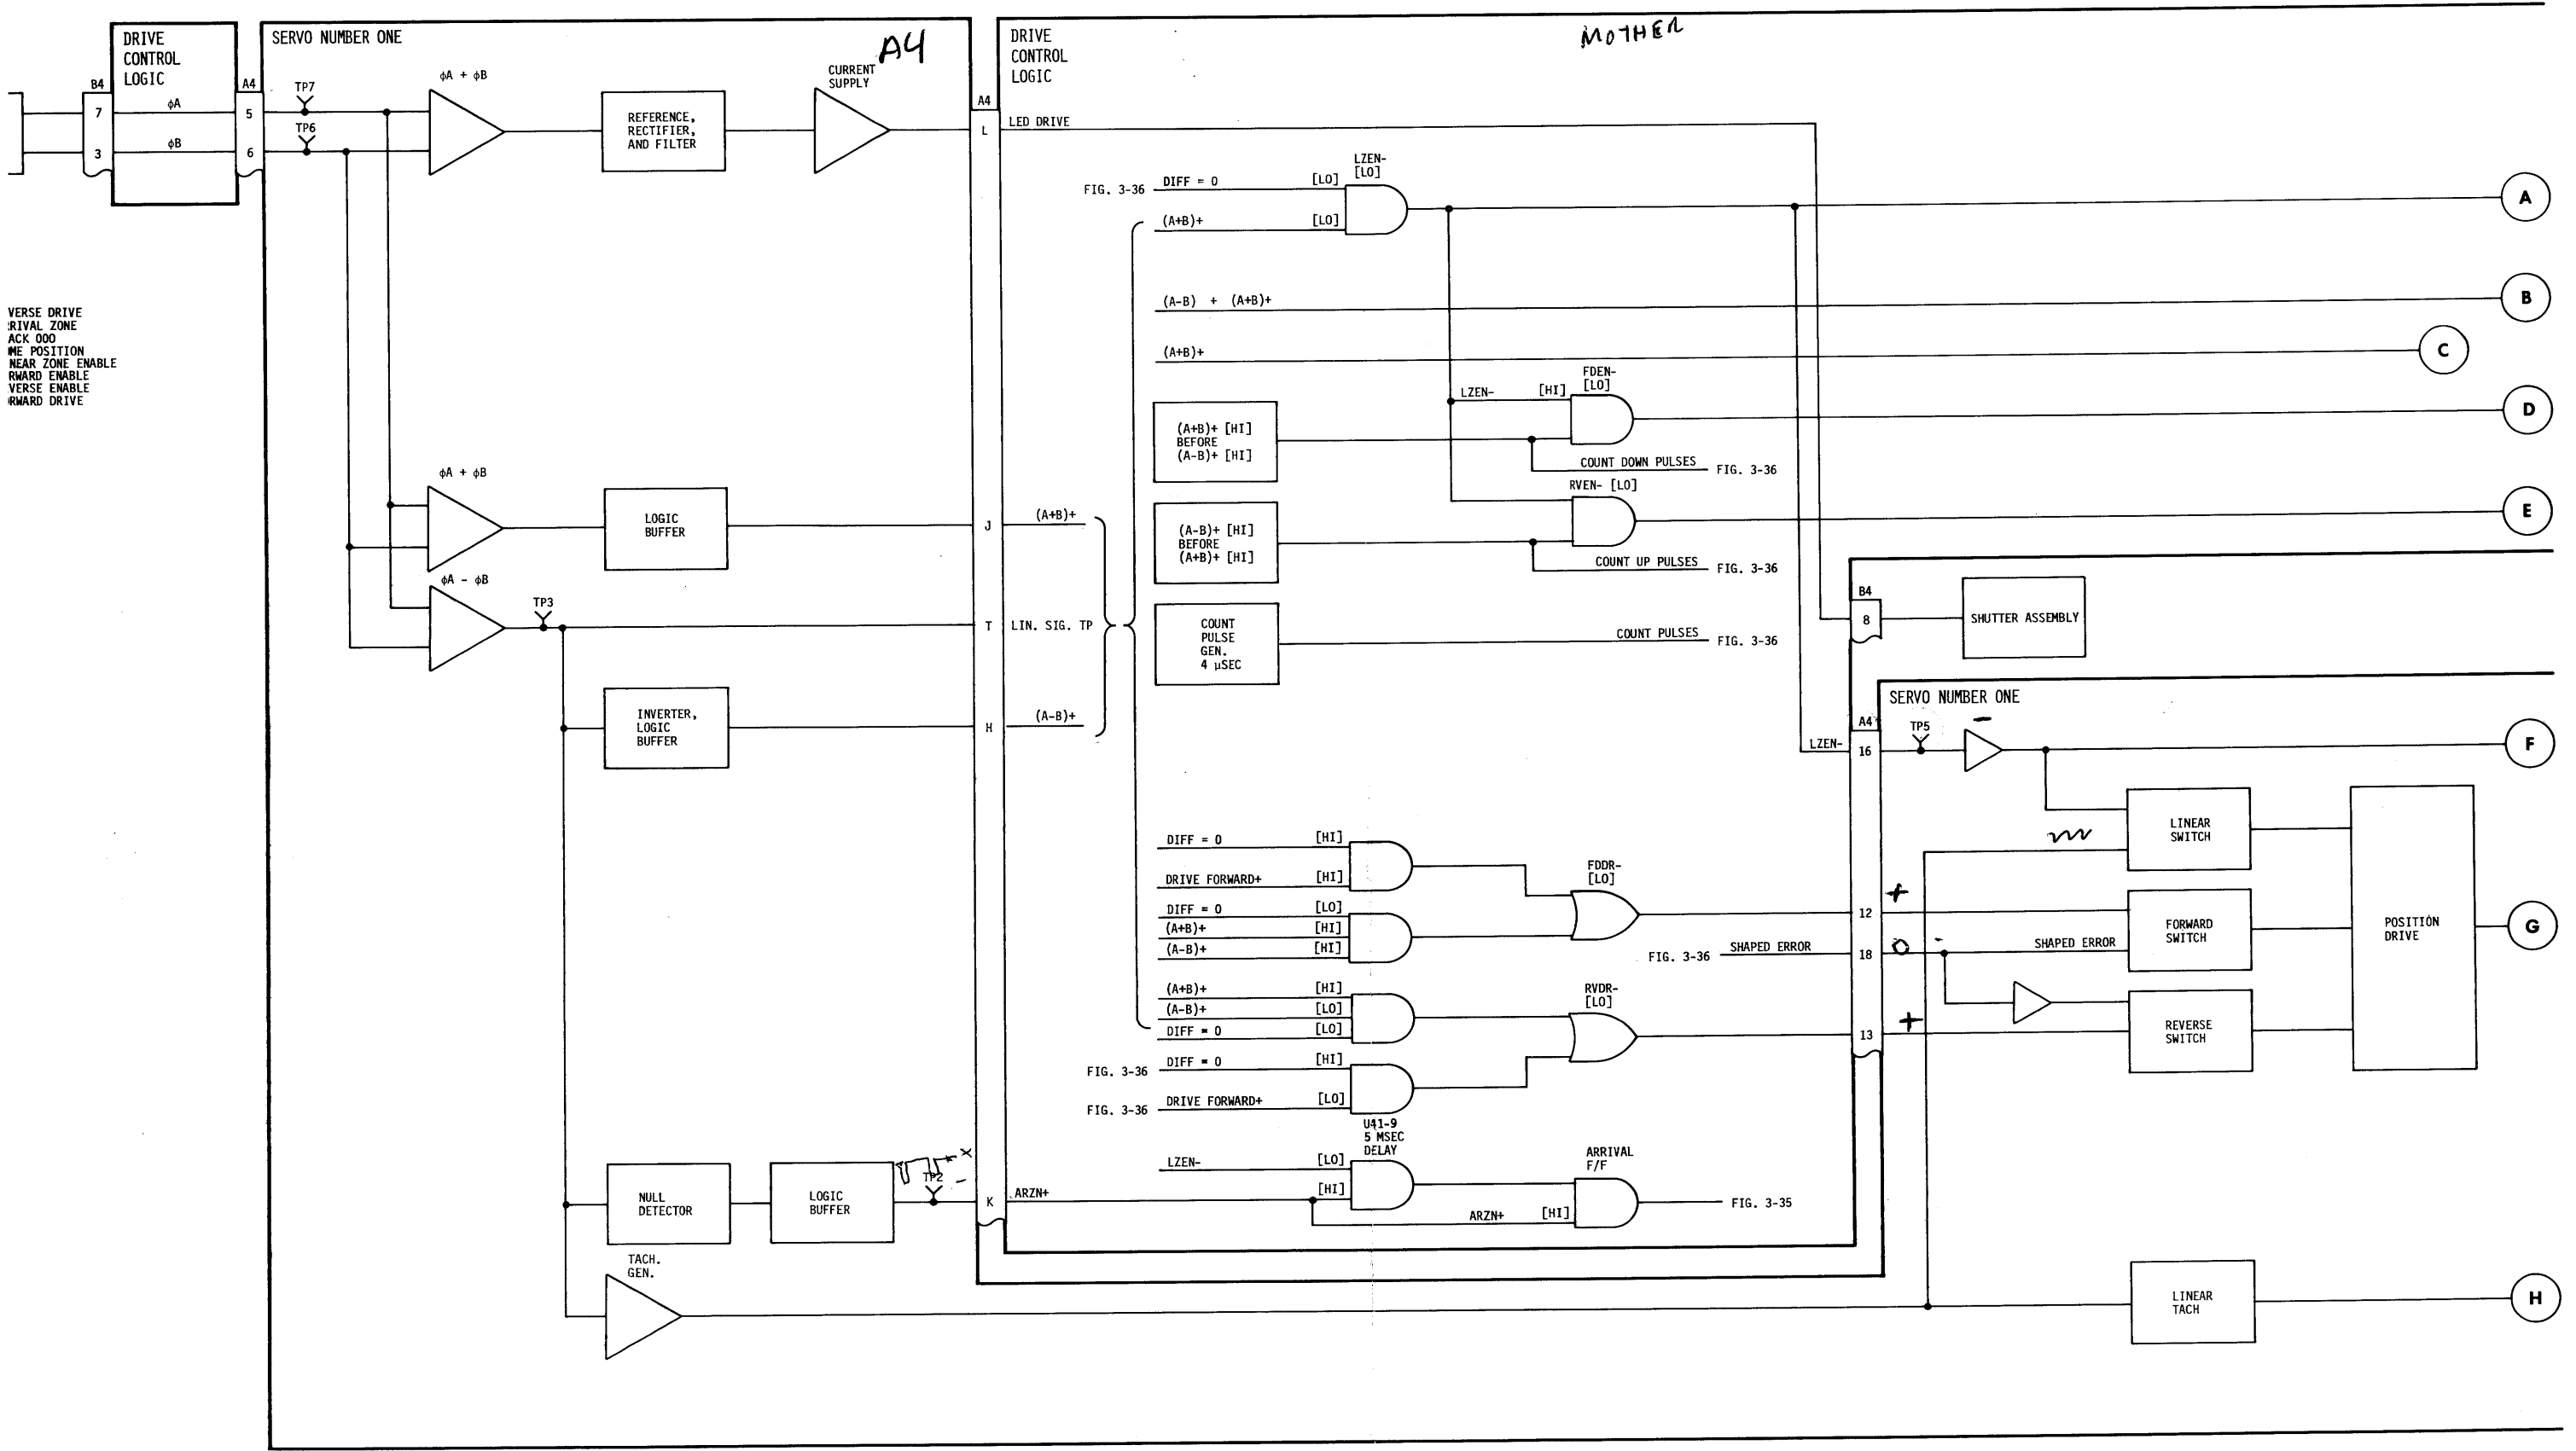 DRIVE
CONTROL
LOGIC
B4
7
3
φA
φB
A4
5
6
SERVO NUMBER ONE
A4
TP7
TP6
φA + φB
REFERENCE,
RECTIFIER,
AND FILTER
CURRENT
SUPPLY
VERSE DRIVE
RIVAL ZONE
ACK 000
ME POSITION
NEAR ZONE ENABLE
RWARD ENABLE
VERSE ENABLE
RWARD DRIVE
φA + φB
LOGIC
BUFFER
φA - φB
TP3
INVERTER,
LOGIC
BUFFER
NULL
DETECTOR
LOGIC
BUFFER
TP2
TACH.
GEN.
A4
L
J
T
H
K
DRIVE
CONTROL
LOGIC
MOTHER
LED DRIVE
FIG. 3-36 DIFF = 0 [LO]
(A+B)+ [LO]
LZEN-
[LO]
A
(A-B) + (A+B)+
B
(A+B)+
C
(A+B)+ [HI]
BEFORE
(A-B)+ [HI]
LZEN- [HI]
FDEN-
[LO]
D
COUNT DOWN PULSES FIG. 3-36
(A-B)+ [HI]
BEFORE
(A+B)+ [HI]
RVEN- [LO]
E
COUNT UP PULSES FIG. 3-36
(A+B)+
LIN. SIG. TP
(A-B)+
COUNT
PULSE
GEN.
4 μSEC
COUNT PULSES FIG. 3-36
B4
8
SHUTTER ASSEMBLY
SERVO NUMBER ONE
A4
LZEN-
16
TP5
-
F
LINEAR
SWITCH
DIFF = 0 [HI]
DRIVE FORWARD+ [HI]
DIFF = 0 [LO]
(A+B)+ [HI]
(A-B)+ [HI]
FDDR-
[LO]
12
+
FORWARD
SWITCH
FIG. 3-36 SHAPED ERROR
18
O
-
SHAPED ERROR
POSITION
DRIVE
G
(A+B)+ [HI]
(A-B)+ [LO]
DIFF = 0 [LO]
FIG. 3-36 DIFF = 0 [HI]
FIG. 3-36 DRIVE FORWARD+ [LO]
RVDR-
[LO]
13
+
REVERSE
SWITCH
U41-9
5 MSEC
DELAY
LZEN- [LO]
[HI]
ARZN+
ARZN+ [HI]
ARRIVAL
F/F
FIG. 3-35
LINEAR
TACH
H